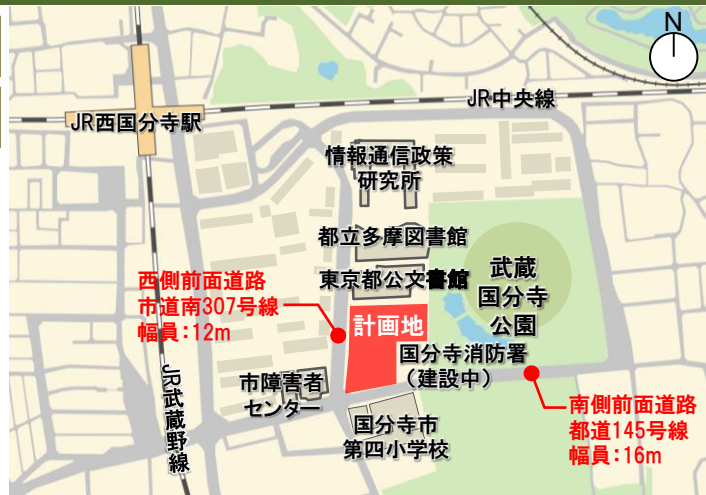 N
JR中央線
JR西国分寺駅
情報通信政策
研究所
都立多摩図書館
東京都公文書館
武蔵
国分寺
公園
西側前面道路
市道南307号線
幅員:12m
計画地
国分寺消防署
(建設中)
市障害者
センター
JR武蔵野線
国分寺市
第四小学校
南側前面道路
都道145号線
幅員:16m